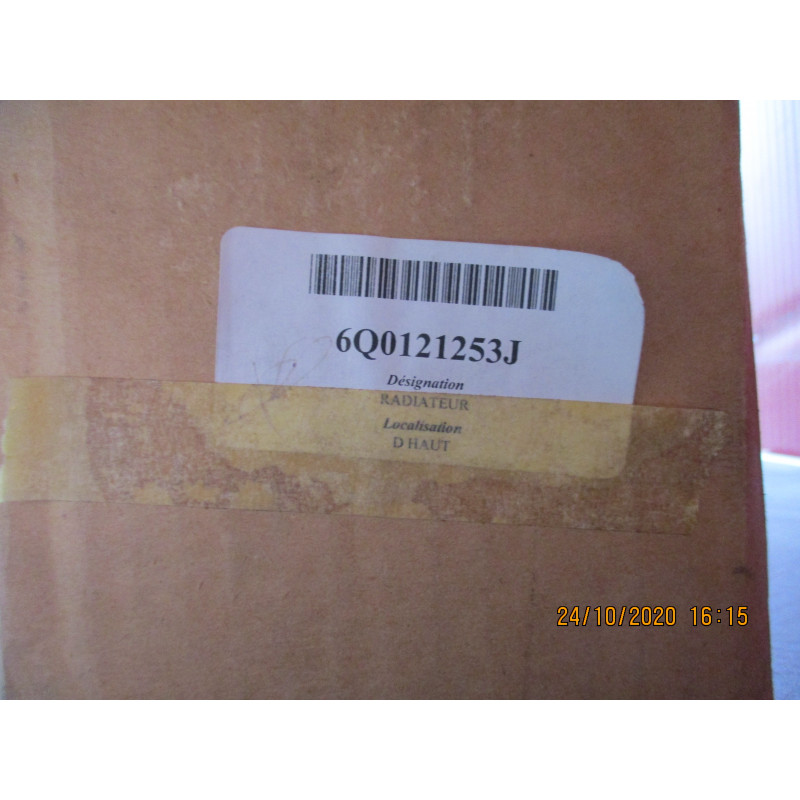 6Q0121253J
Désignation
RADIATEUR
Localisation
D HAUT
24/10/2020 16:15